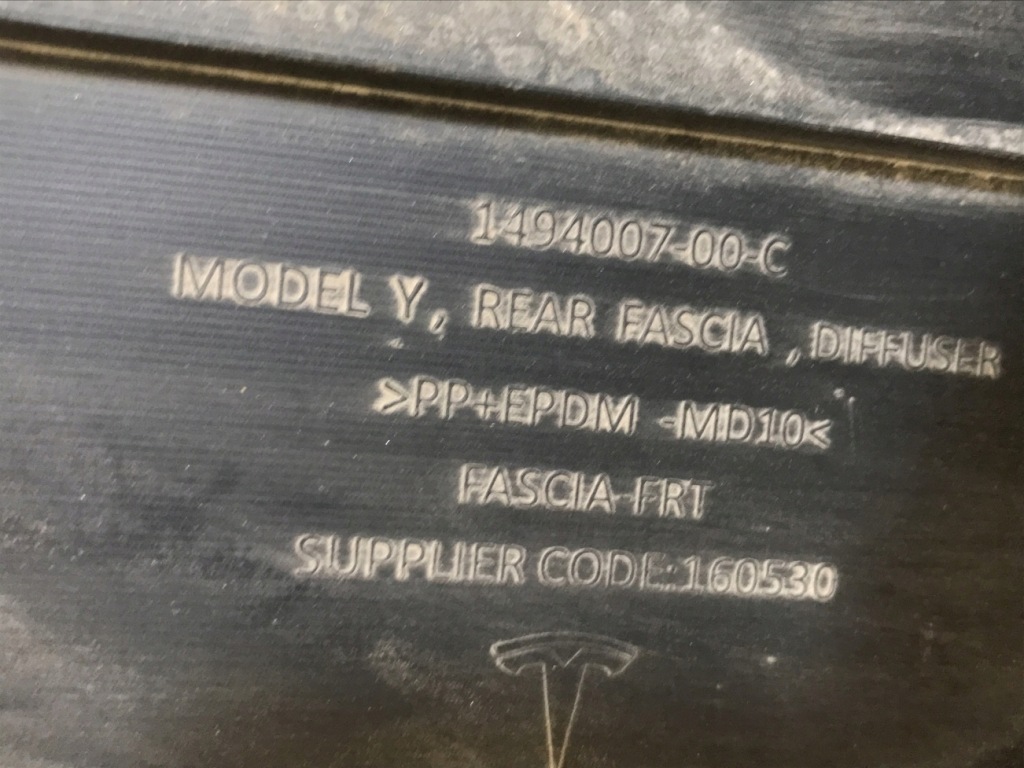 1494007-00-C
MODEL Y, REAR FASCIA , DIFFUSER
>PP+EPDM -MD10<
FASCIA-FRT
SUPPLIER CODE:160530